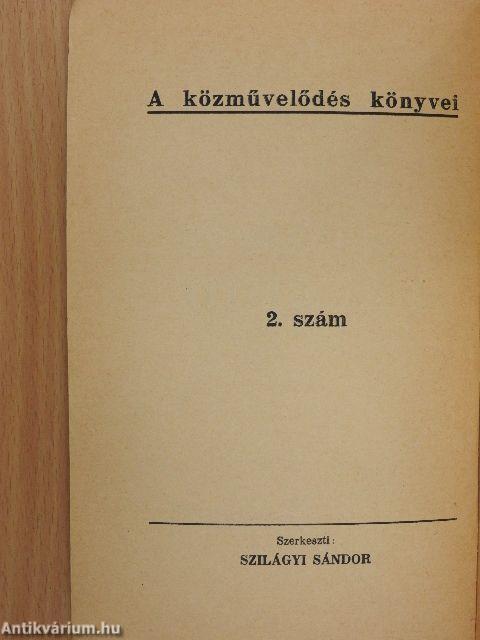 A közművelődés könyvei
2. szám
Szerkeszti:
SZILÁGYI SÁNDOR
Antikvárium.hu